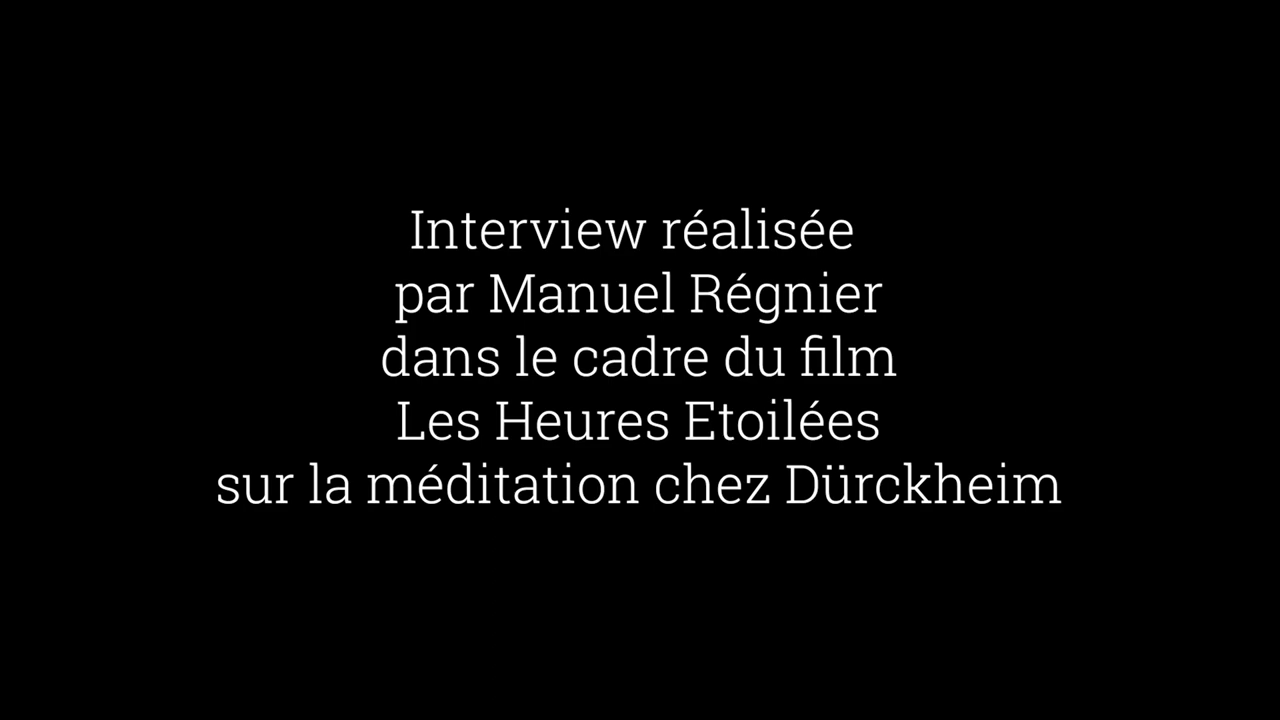 Interview réalisée
par Manuel Régnier
dans le cadre du film
Les Heures Etoilées
sur la méditation chez Dürckheim